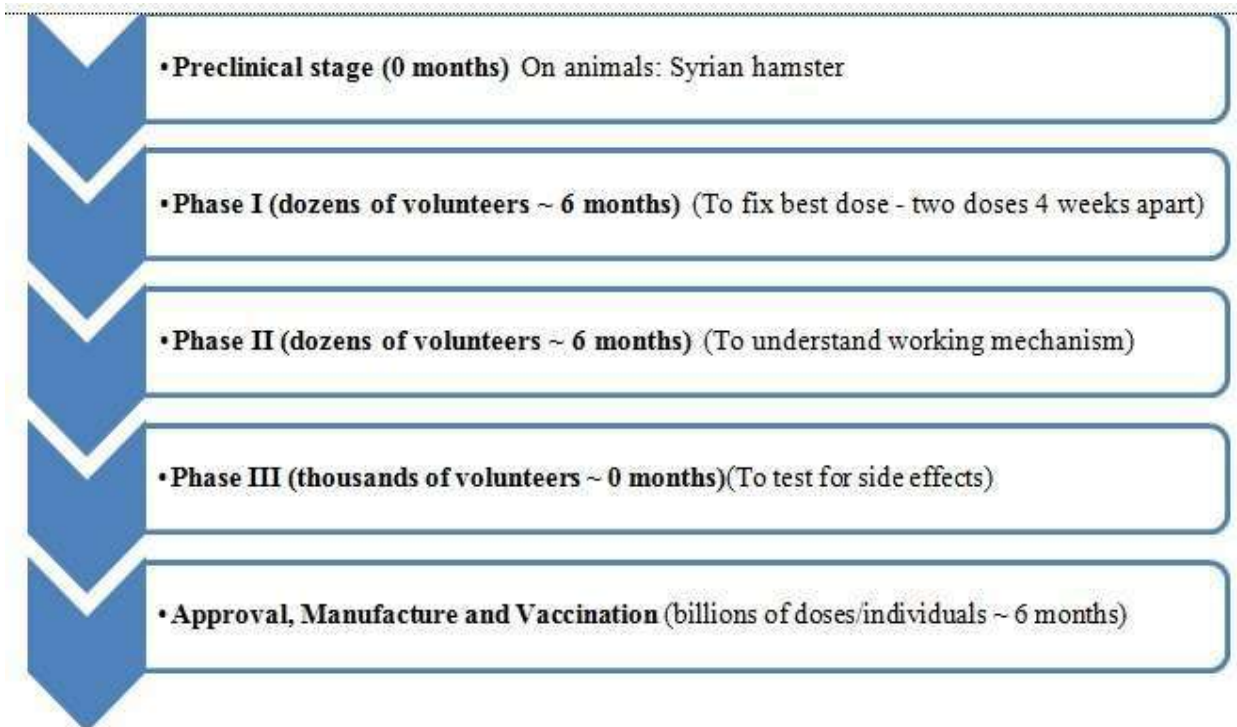 •Preclinical stage (0 months) On animals: Syrian hamster
•Phase I (dozens of volunteers ~ 6 months) (To fix best dose - two doses 4 weeks apart)
•Phase II (dozens of volunteers ~ 6 months) (To understand working mechanism)
•Phase III (thousands of volunteers ~ 0 months)(To test for side effects)
•Approval, Manufacture and Vaccination (billions of doses/individuals ~ 6 months)